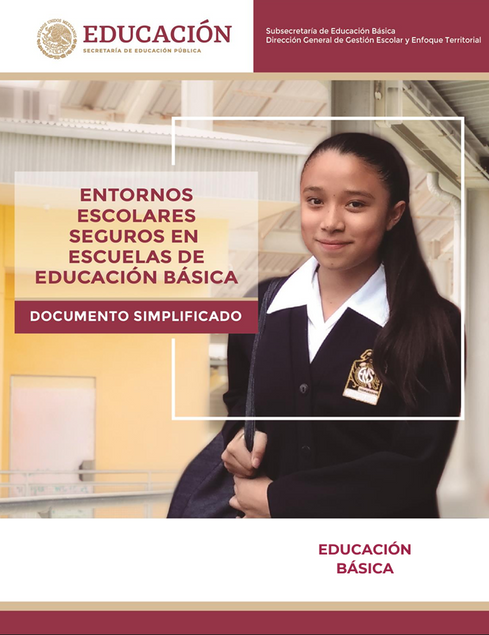 EDUCACIÓN
SECRETARÍA DE EDUCACIÓN PÚBLICA
Subsecretaría de Educación Básica
Dirección General de Gestión Escolar y Enfoque Territorial
ENTORNOS
ESCOLARES
SEGUROS EN
ESCUELAS DE
EDUCACIÓN BÁSICA
DOCUMENTO SIMPLIFICADO
EDUCACIÓN
BÁSICA